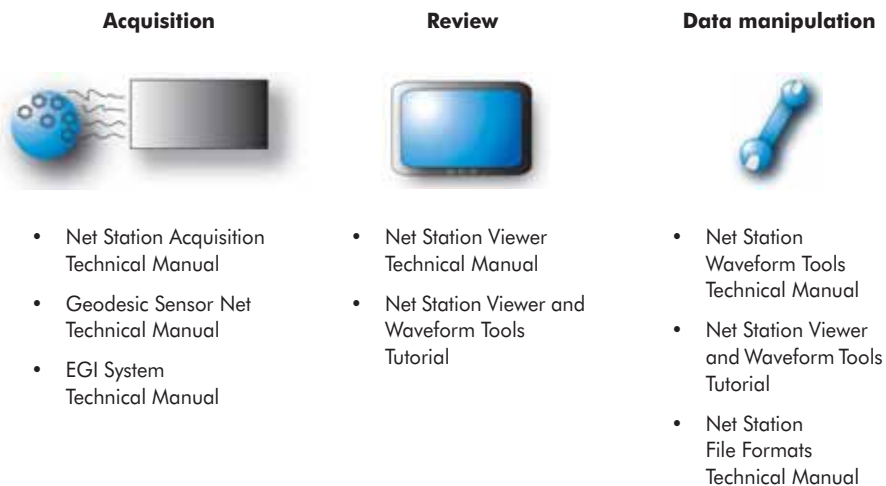 Acquisition
Review
Data manipulation
• Net Station Acquisition
Technical Manual
• Geodesic Sensor Net
Technical Manual
• EGI System
Technical Manual
• Net Station Viewer
Technical Manual
• Net Station Viewer and
Waveform Tools
Tutorial
• Net Station
Waveform Tools
Technical Manual
• Net Station Viewer
and Waveform Tools
Tutorial
• Net Station
File Formats
Technical Manual